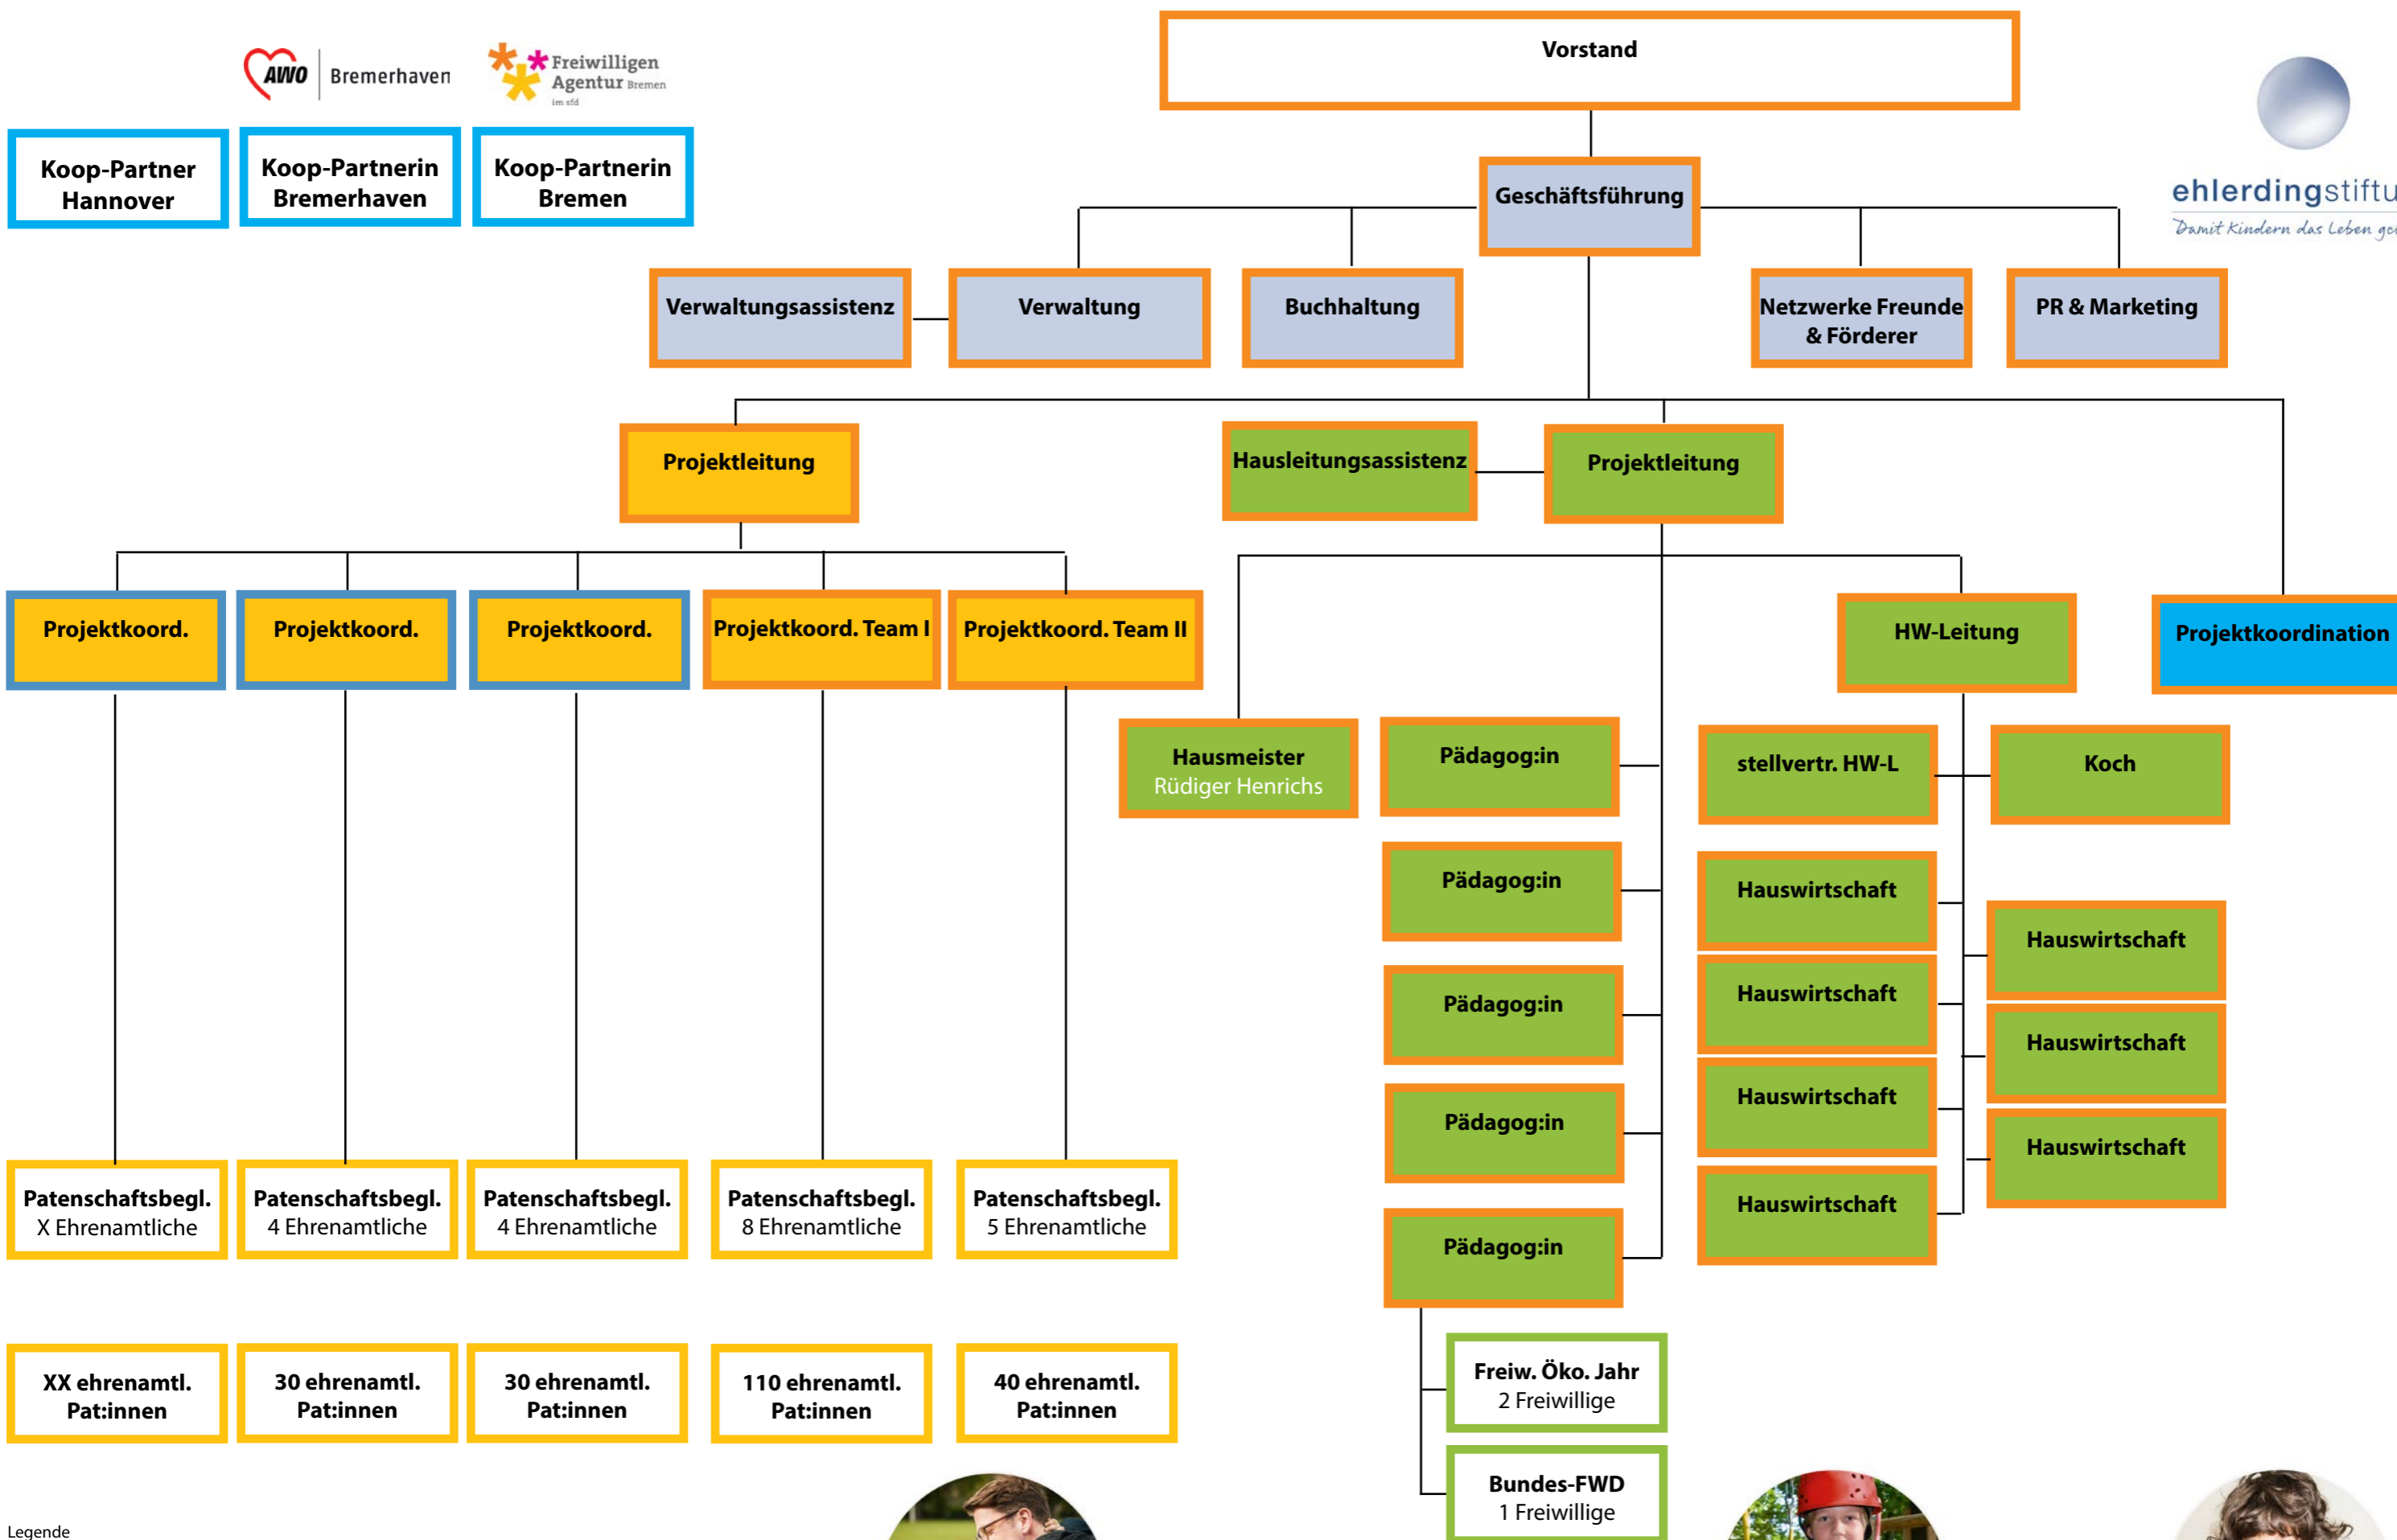 AWO
Bremerhaven
Freiwilligen
Agentur Bremen
im sfd
Vorstand
Koop-Partner
Hannover
Koop-Partnerin
Bremerhaven
Koop-Partnerin
Bremen
Geschäftsführung
ehlerdingstiftu
Damit Kindern das Leben gel
Verwaltungsassistenz
Verwaltung
Buchhaltung
Netzwerke Freunde
& Förderer
PR & Marketing
Projektleitung
Hausleitungsassistenz
Projektleitung
Projektkoord.
Projektkoord.
Projektkoord.
Projektkoord. Team I
Projektkoord. Team II
HW-Leitung
Projektkoordination
Hausmeister
Rüdiger Henrichs
Pädagog:in
stellvertr. HW-L
Koch
Pädagog:in
Hauswirtschaft
Hauswirtschaft
Pädagog:in
Hauswirtschaft
Hauswirtschaft
Pädagog:in
Hauswirtschaft
Hauswirtschaft
Patenschaftsbegl.
X Ehrenamtliche
Patenschaftsbegl.
4 Ehrenamtliche
Patenschaftsbegl.
4 Ehrenamtliche
Patenschaftsbegl.
8 Ehrenamtliche
Patenschaftsbegl.
5 Ehrenamtliche
Pädagog:in
Hauswirtschaft
XX ehrenamtl.
Pat:innen
30 ehrenamtl.
Pat:innen
30 ehrenamtl.
Pat:innen
110 ehrenamtl.
Pat:innen
40 ehrenamtl.
Pat:innen
Freiw. Öko. Jahr
2 Freiwillige
Bundes-FWD
1 Freiwillige
Legende